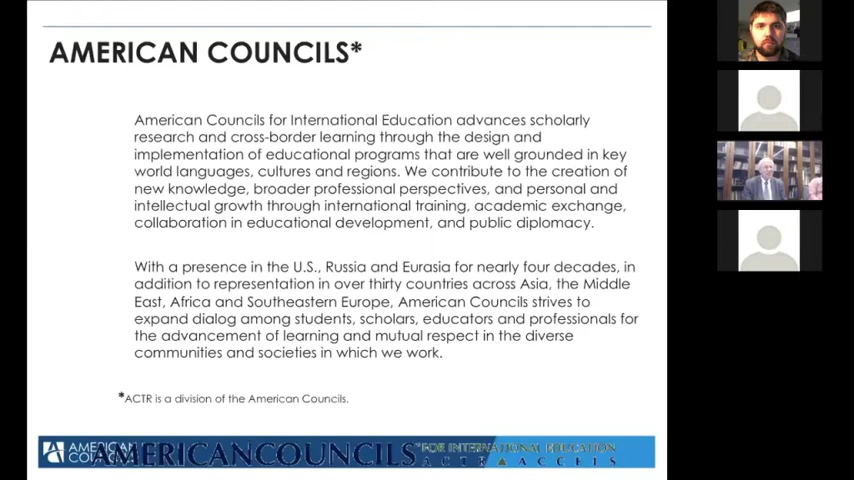 AMERICAN COUNCILS*
American Councils for International Education advances scholarly
research and cross-border learning through the design and
implementation of educational programs that are well grounded in key
world languages, cultures and regions. We contribute to the creation of
new knowledge, broader professional perspectives, and personal and
intellectual growth through international training, academic exchange,
collaboration in educational development, and public diplomacy.
With a presence in the U.S., Russia and Eurasia for nearly four decades, in
addition to representation in over thirty countries across Asia, the Middle
East, Africa and Southeastern Europe, American Councils strives to
expand dialog among students, scholars, educators and professionals for
the advancement of learning and mutual respect in the diverse
communities and societies in which we work.
*ACTR is a division of the American Councils.
AMERICAN
AMERICANCOUNCILS
FOR INTERNATIONAL EDUCATION
ACTR ▲ ACCELS